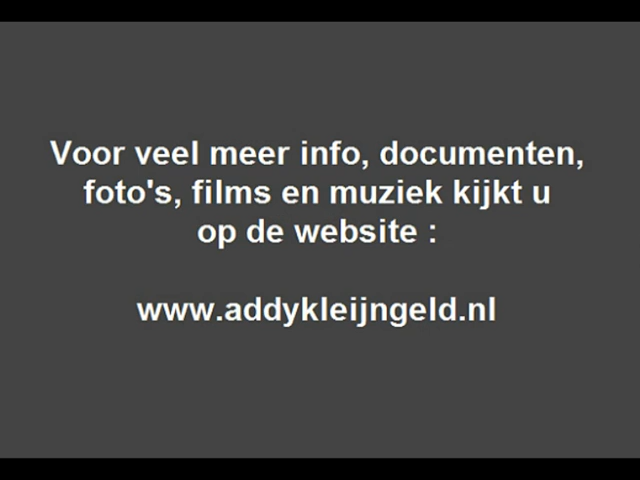 Voor veel meer info, documenten,
foto's, films en muziek kijkt u
op de website :
www.addykleijngeld.nl